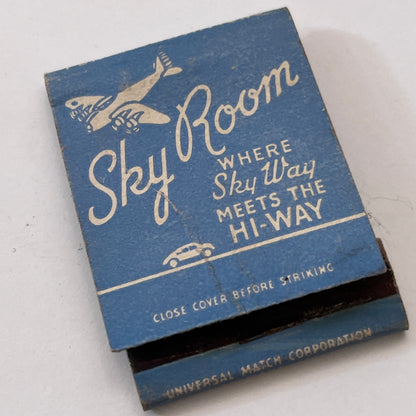 Sky Room
WHERE
Sky Way
MEETS THE
HI-WAY
CLOSE COVER BEFORE STRIKING
UNIVERSAL MATCH CORPORATION